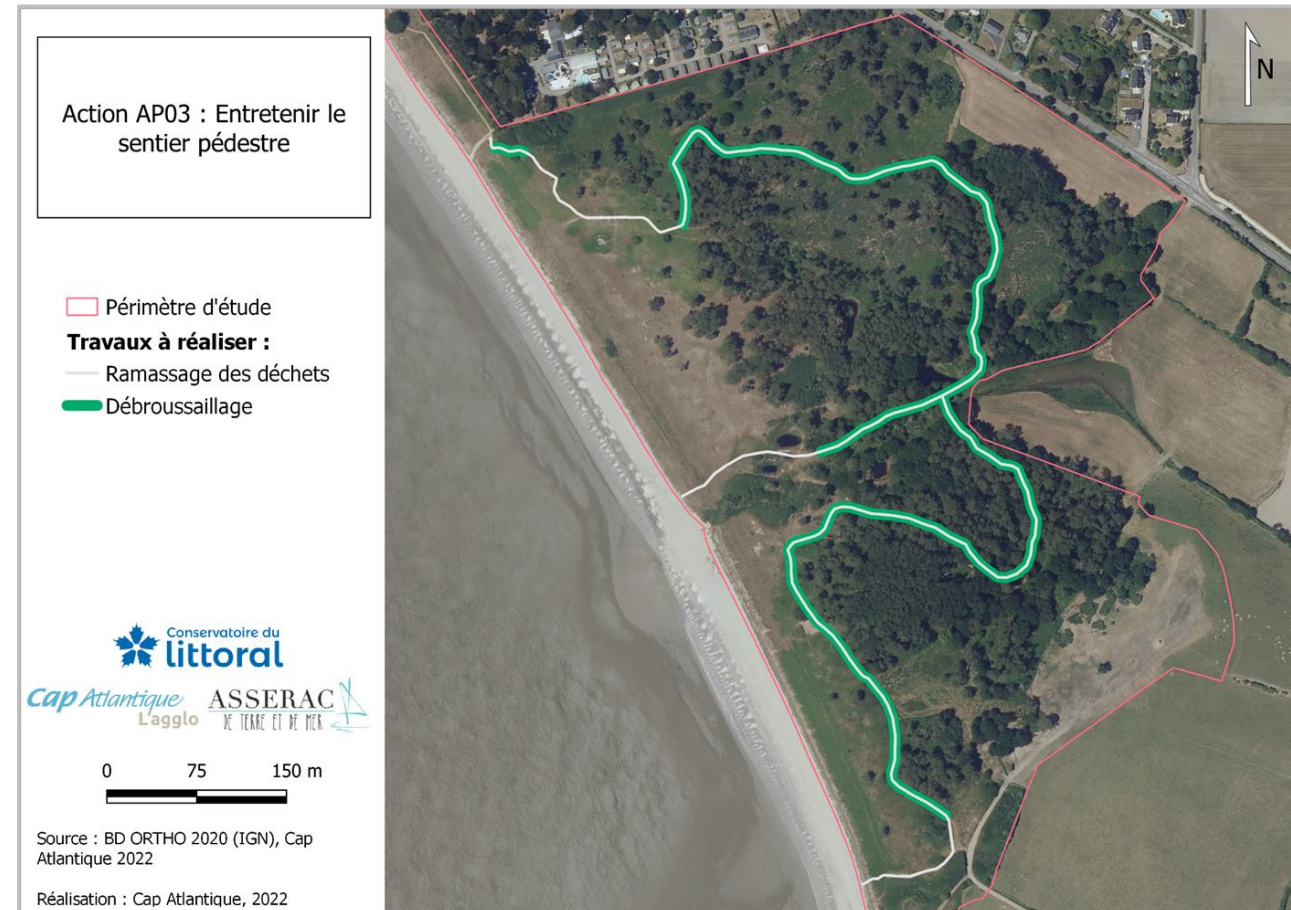 Action AP03 : Entretenir le
sentier pédestre
N
Périmètre d'étude
Travaux à réaliser :
Ramassage des déchets
Débroussaillage
Conservatoire du
littoral
Cap Atlantique
L'agglo
ASSERAC
DE TERRE ET DE MER
0 75 150 m
Source : BD ORTHO 2020 (IGN), Cap
Atlantique 2022
Réalisation : Cap Atlantique, 2022